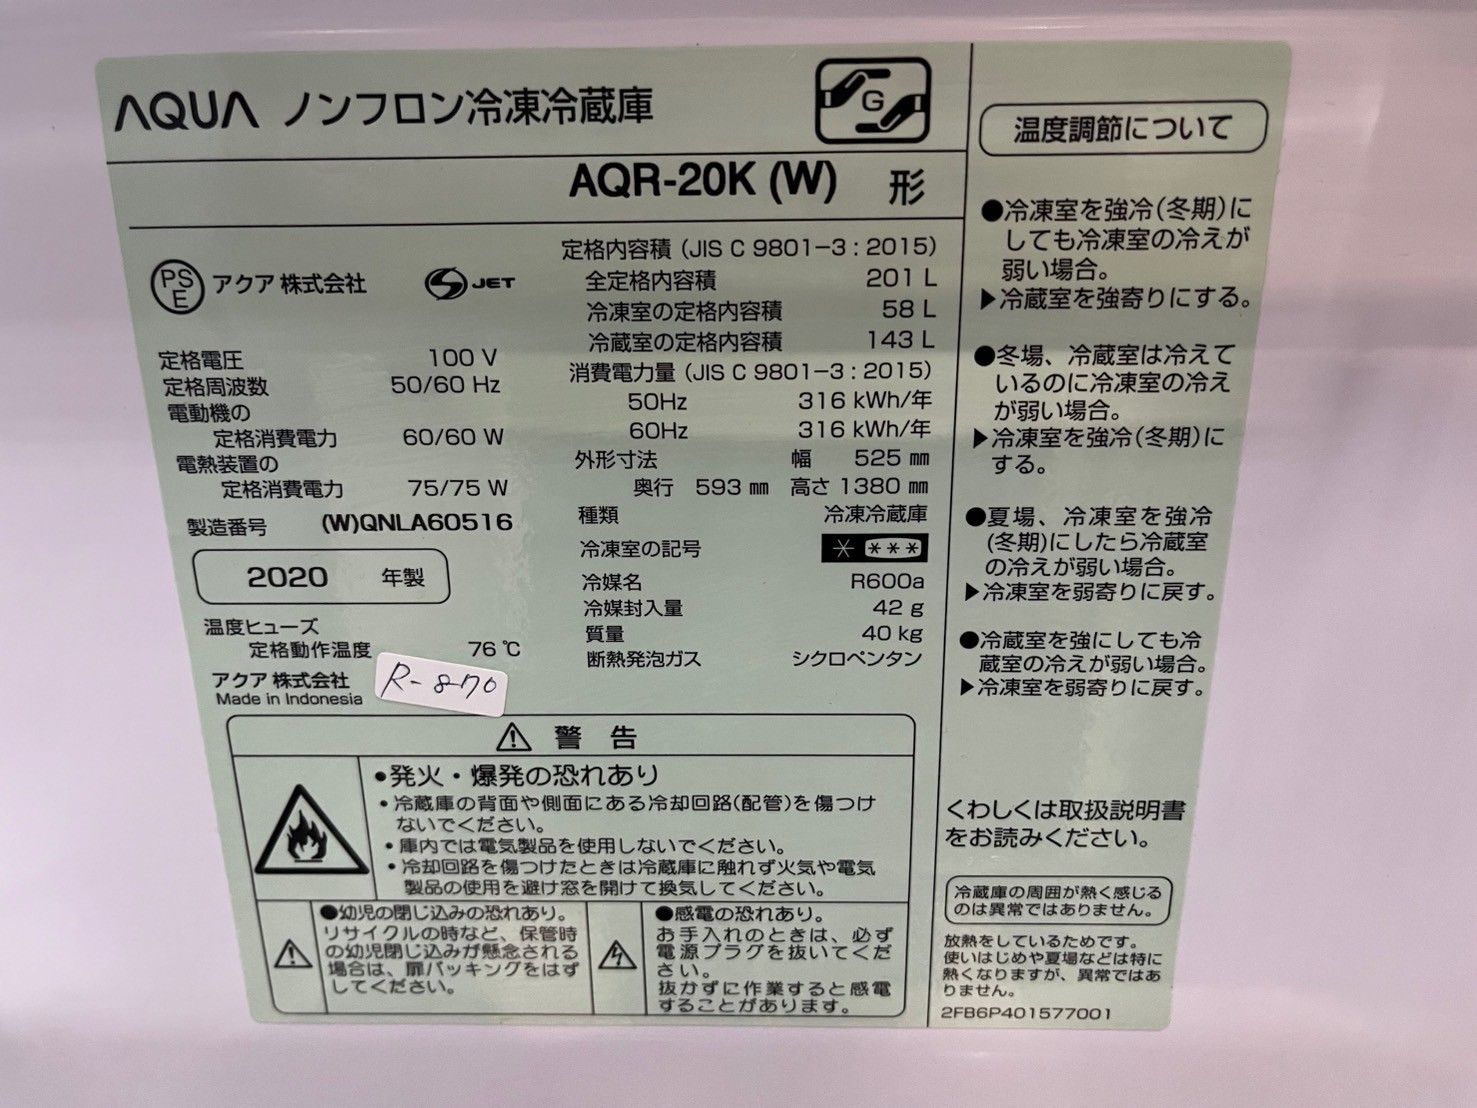 AQUA ノンフロン冷凍冷蔵庫
G
AQR-20K (W) 形
PS
E
アクア 株式会社
S JET
定格電圧 100 V
定格周波数 50/60 Hz
電動機の
定格消費電力 60/60 W
電熱装置の
定格消費電力 75/75 W
製造番号 (W)QNLA60516
2020 年製
温度ヒューズ
定格動作温度 76 ℃
アクア 株式会社
Made in Indonesia
R-870
定格内容積 (JIS C 9801−3 : 2015)
全定格内容積 201 L
冷凍室の定格内容積 58 L
冷蔵室の定格内容積 143 L
消費電力量 (JIS C 9801−3 : 2015)
50Hz 316 kWh/年
60Hz 316 kWh/年
外形寸法 幅 525 ㎜
奥行 593 ㎜ 高さ 1380 ㎜
種類 冷凍冷蔵庫
冷凍室の記号 * ***
冷媒名 R600a
冷媒封入量 42 g
質量 40 kg
断熱発泡ガス シクロペンタン
警 告
•発火・爆発の恐れあり
・冷蔵庫の背面や側面にある冷却回路(配管)を傷つけ
ないでください。
・庫内では電気製品を使用しないでください。
・冷却回路を傷つけたときは冷蔵庫に触れず火気や電気
製品の使用を避け窓を開けて換気してください。
●幼児の閉じ込みの恐れあり。
リサイクルの時など、保管時
の幼児閉じ込みが懸念される
場合は、扉パッキングをはず
してください。
●感電の恐れあり。
お手入れのときは、必ず
電源プラグを抜いてくだ
さい。
抜かずに作業すると感電
することがあります。
温度調節について
●冷凍室を強冷(冬期)に
しても冷凍室の冷えが
弱い場合。
▶冷蔵室を強寄りにする。
●冬場、冷蔵室は冷えて
いるのに冷凍室の冷え
が弱い場合。
▶冷凍室を強冷(冬期)に
する。
●夏場、冷凍室を強冷
(冬期)にしたら冷蔵室
の冷えが弱い場合。
▶冷凍室を弱寄りに戻す。
●冷蔵室を強にしても冷
蔵室の冷えが弱い場合。
▶冷凍室を弱寄りに戻す。
くわしくは取扱説明書
をお読みください。
冷蔵庫の周囲が熱く感じる
のは異常ではありません。
放熱をしているためです。
使いはじめや夏場などは特に
熱くなりますが、異常ではあ
りません。
2FB6P401577001